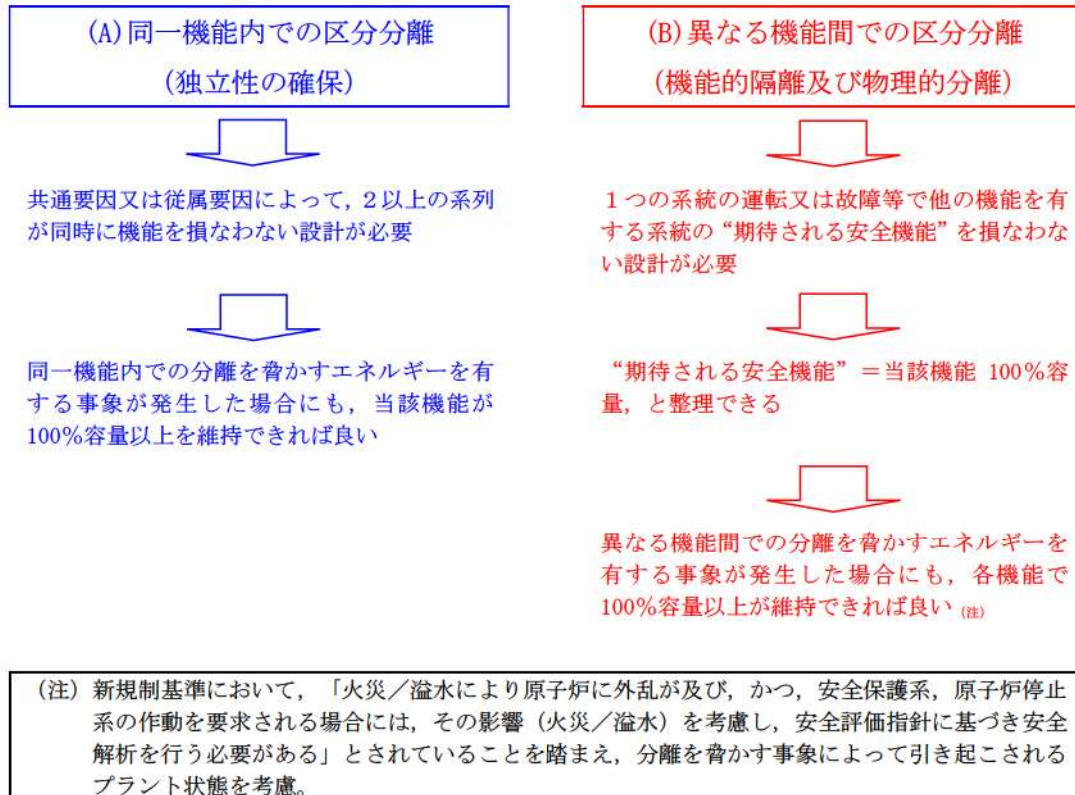 (A)同一機能内での区分分離
(独立性の確保)
共通要因又は従属要因によって，２以上の系列
が同時に機能を損なわない設計が必要
同一機能内での分離を脅かすエネルギーを有
する事象が発生した場合にも，当該機能が
100％容量以上を維持できれば良い
(B)異なる機能間での区分分離
(機能的隔離及び物理的分離)
１つの系統の運転又は故障等で他の機能を有
する系統の“期待される安全機能”を損なわな
い設計が必要
“期待される安全機能”＝当該機能 100％容
量，と整理できる
異なる機能間での分離を脅かすエネルギーを
有する事象が発生した場合にも，各機能で
100％容量以上が維持できれば良い (注)
(注) 新規制基準において，「火災／溢水により原子炉に外乱が及び，かつ，安全保護系，原子炉停止
系の作動を要求される場合には，その影響（火災／溢水）を考慮し，安全評価指針に基づき安全
解析を行う必要がある」とされていることを踏まえ，分離を脅かす事象によって引き起こされる
プラント状態を考慮。